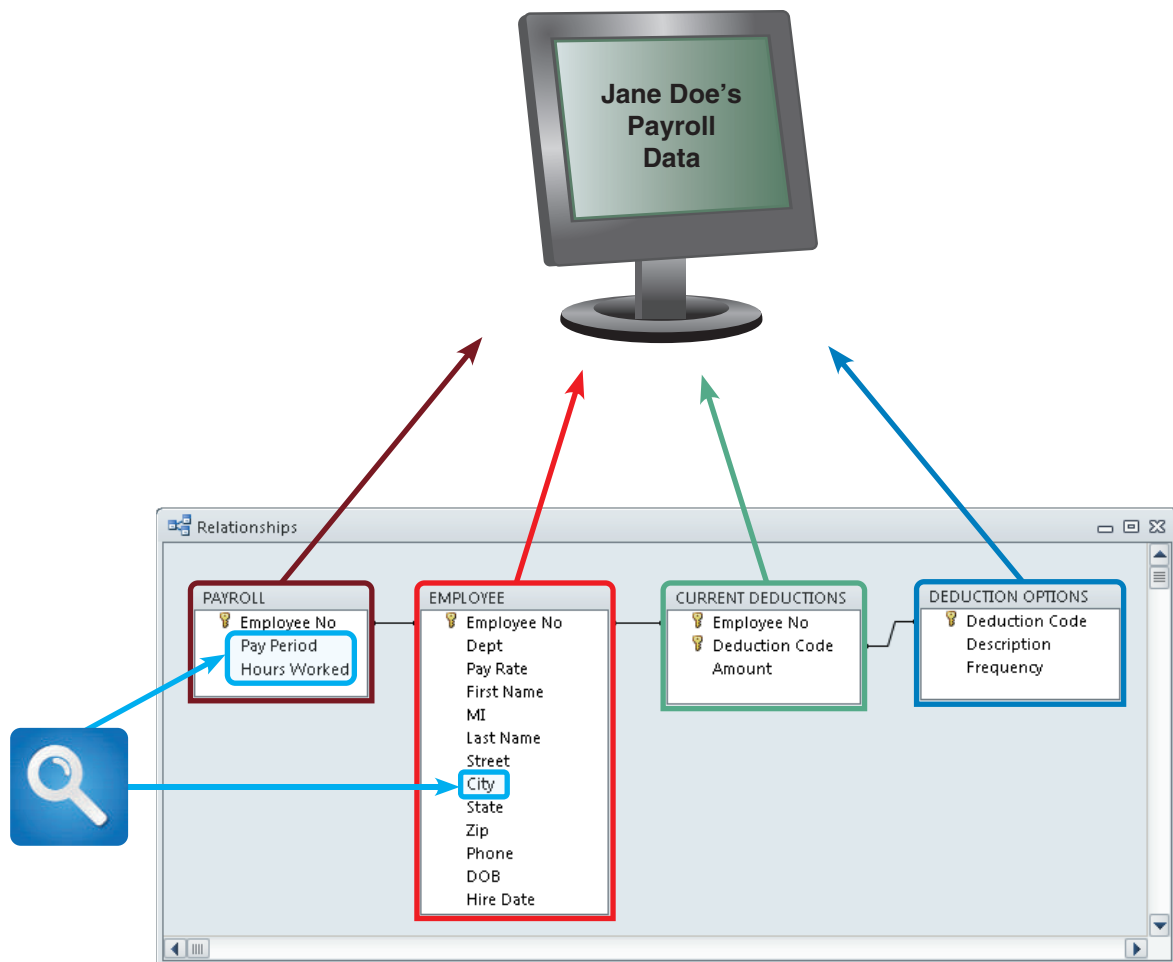 Jane Doe's
Payroll
Data
Relationships
PAYROLL
Employee No
Pay Period
Hours Worked
EMPLOYEE
Employee No
Dept
Pay Rate
First Name
MI
Last Name
Street
City
State
Zip
Phone
DOB
Hire Date
CURRENT DEDUCTIONS
Employee No
Deduction Code
Amount
DEDUCTION OPTIONS
Deduction Code
Description
Frequency